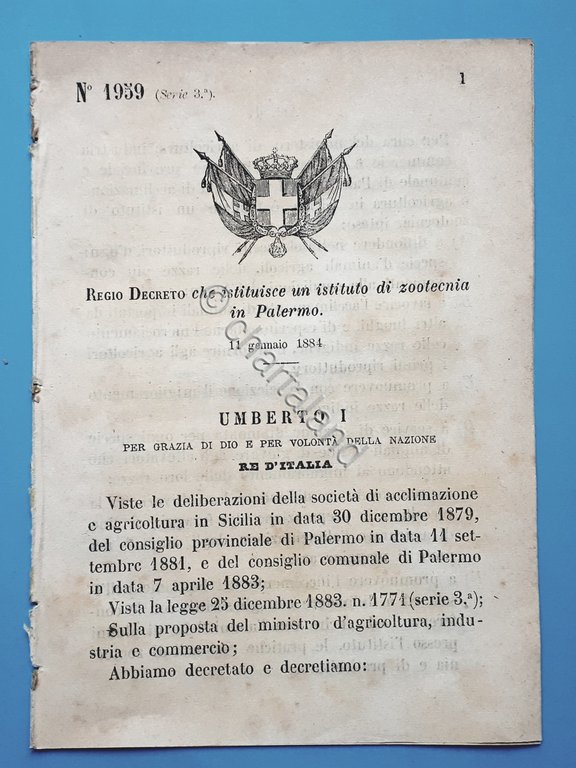 N° 1959 (Serie 3.ª).
1
REGIO DECRETO che istituisce un istituto di zootecnia
in Palermo.
11 gennaio 1884
UMBERTO I
PER GRAZIA DI DIO E PER VOLONTÀ DELLA NAZIONE
RE D'ITALIA
Viste le deliberazioni della società di acclimazione
e agricoltura in Sicilia in data 30 dicembre 1879,
del consiglio provinciale di Palermo in data 11 set-
tembre 1881, e del consiglio comunale di Palermo
in data 7 aprile 1883;
Vista la legge 25 dicembre 1883. n. 1771 (serie 3.ª);
Sulla proposta del ministro d'agricoltura, indu-
stria e commercio;
Abbiamo decretato e decretiamo:
© chartaland